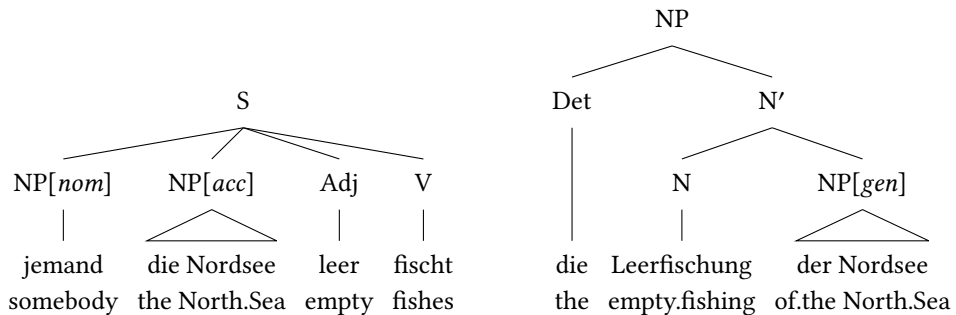 NP
S Det N′
NP[nom] NP[acc] Adj V N NP[gen]
jemand die Nordsee leer fischt die Leerfischung der Nordsee
somebody the North.Sea empty fishes the empty.fishing of.the North.Sea